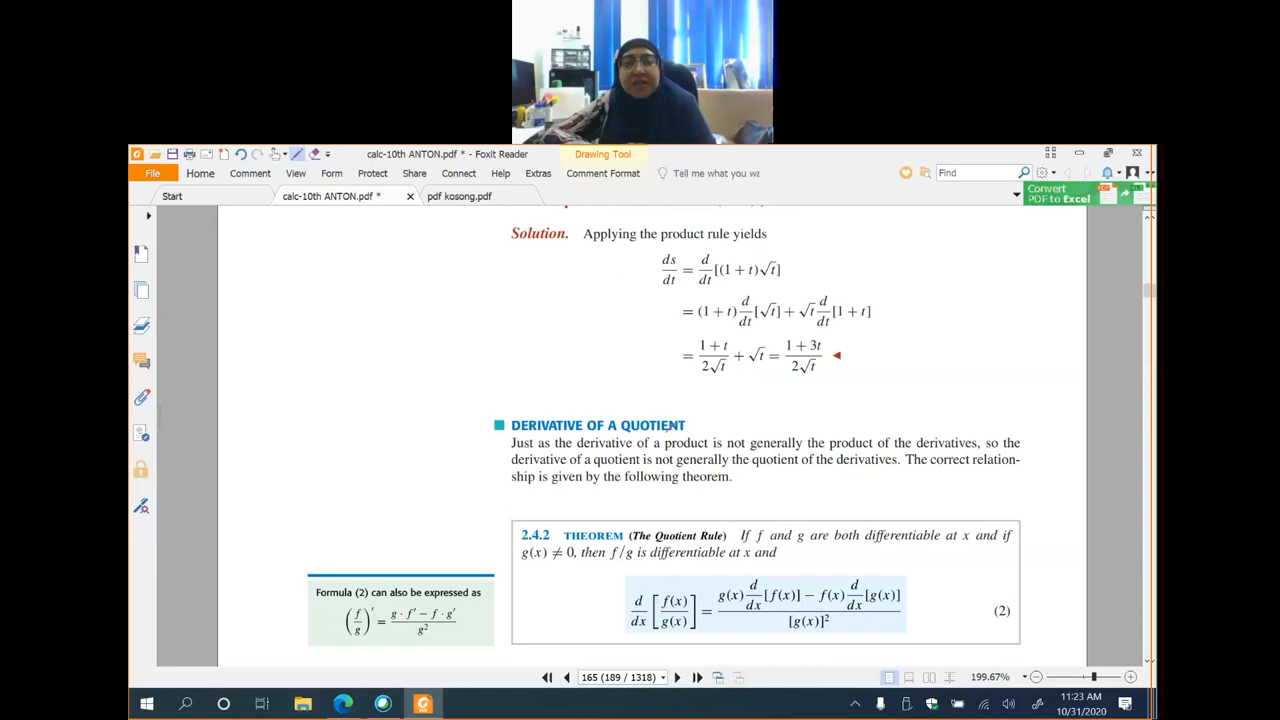 calc-10th ANTON.pdf * - Foxit Reader
Drawing Tool
File Home Comment View Form Protect Share Connect Help Extras Comment Format Tell me what you wa Find
Start calc-10th ANTON.pdf * pdf kosong.pdf
Convert
PDF to Excel
Solution. Applying the product rule yields
ds/dt = d/dt[(1 + t)√t]
= (1 + t) d/dt[√t] + √t d/dt[1 + t]
= (1 + t)/(2√t) + √t = (1 + 3t)/(2√t)
DERIVATIVE OF A QUOTIENT
Just as the derivative of a product is not generally the product of the derivatives, so the
derivative of a quotient is not generally the quotient of the derivatives. The correct relation-
ship is given by the following theorem.
2.4.2 THEOREM (The Quotient Rule) If f and g are both differentiable at x and if
g(x) ≠ 0, then f/g is differentiable at x and
d/dx [f(x)/g(x)] = (g(x) d/dx[f(x)] − f(x) d/dx[g(x)])/[g(x)]² (2)
Formula (2) can also be expressed as
(f/g)′ = (g · f′ − f · g′)/g²
165 (189 / 1318) 199.67%
11:23 AM
10/31/2020